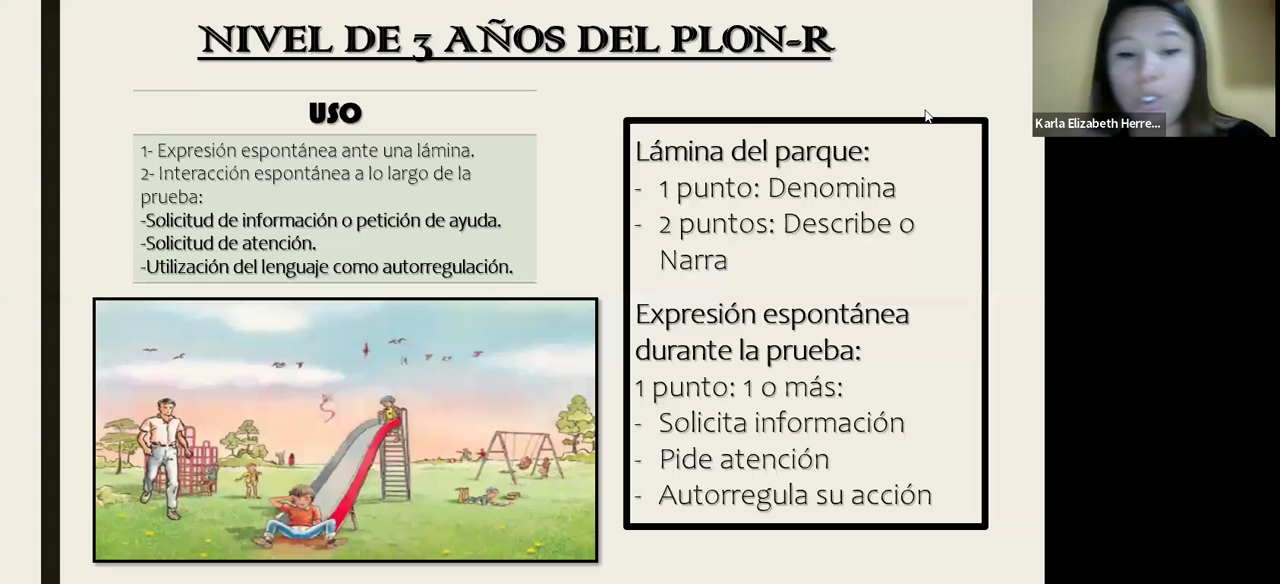 NIVEL DE 3 AÑOS DEL PLON-R
USO
1- Expresión espontánea ante una lámina.
2- Interacción espontánea a lo largo de la
prueba:
-Solicitud de información o petición de ayuda.
-Solicitud de atención.
-Utilización del lenguaje como autorregulación.
Lámina del parque:
- 1 punto: Denomina
- 2 puntos: Describe o
Narra
Expresión espontánea
durante la prueba:
1 punto: 1 o más:
- Solicita información
- Pide atención
- Autorregula su acción
Karla Elizabeth Herre...